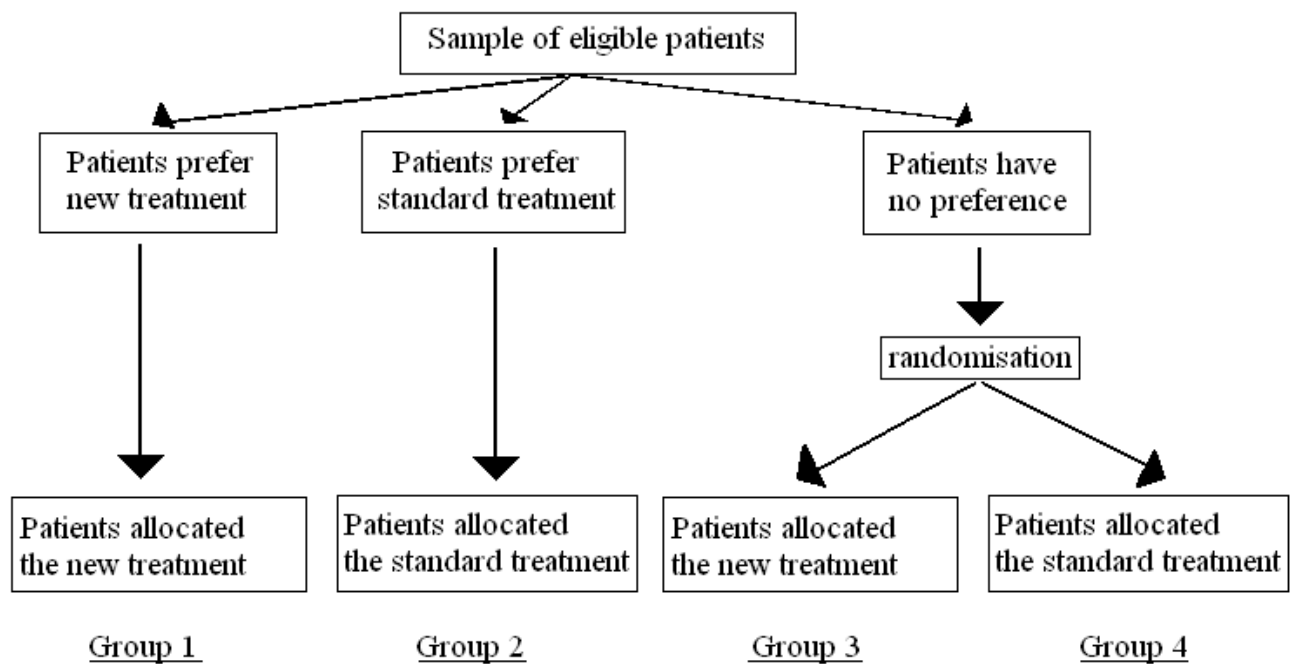 Sample of eligible patients
Patients prefer
new treatment
Patients prefer
standard treatment
Patients have
no preference
randomisation
Patients allocated
the new treatment
Patients allocated
the standard treatment
Patients allocated
the new treatment
Patients allocated
the standard treatment
Group 1
Group 2
Group 3
Group 4